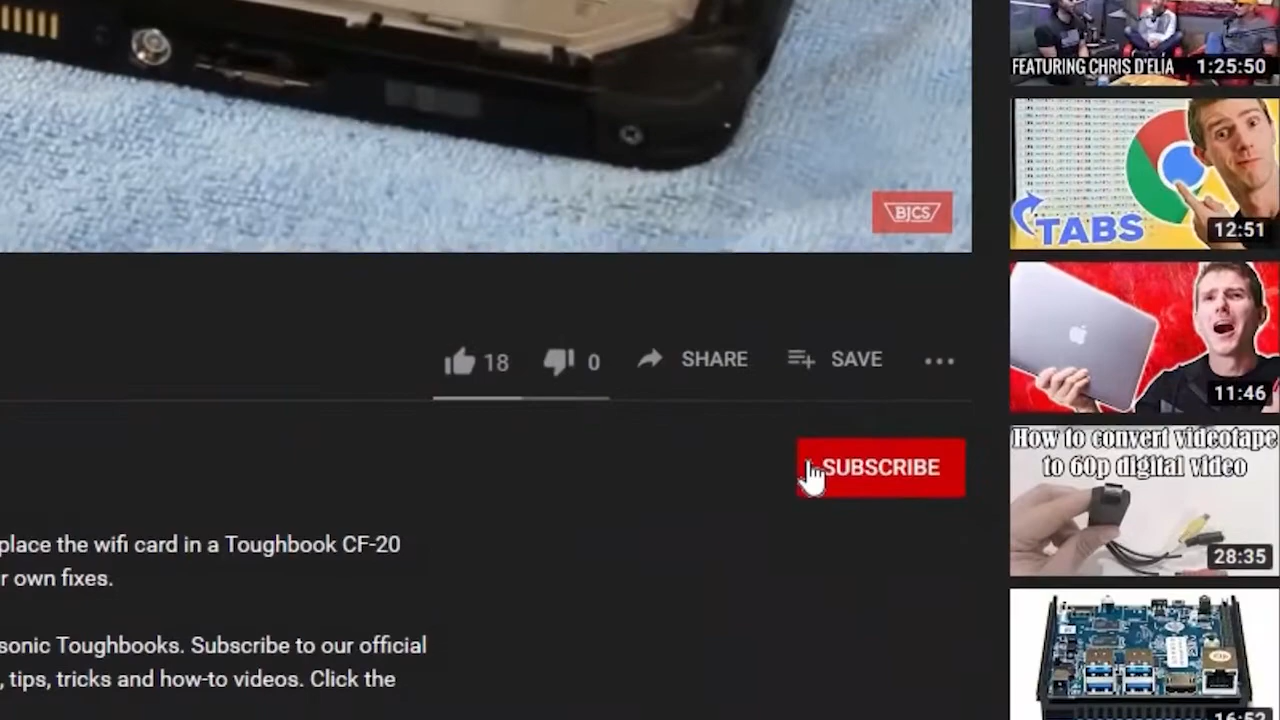 FEATURING CHRIS D'ELIA 1:25:50
BJCS
TABS
12:51
11:46
18 0 SHARE SAVE
SUBSCRIBE
How to convert videotape
to 60p digital video
28:35
place the wifi card in a Toughbook CF-20
r own fixes.
sonic Toughbooks. Subscribe to our official
, tips, tricks and how-to videos. Click the
16:52